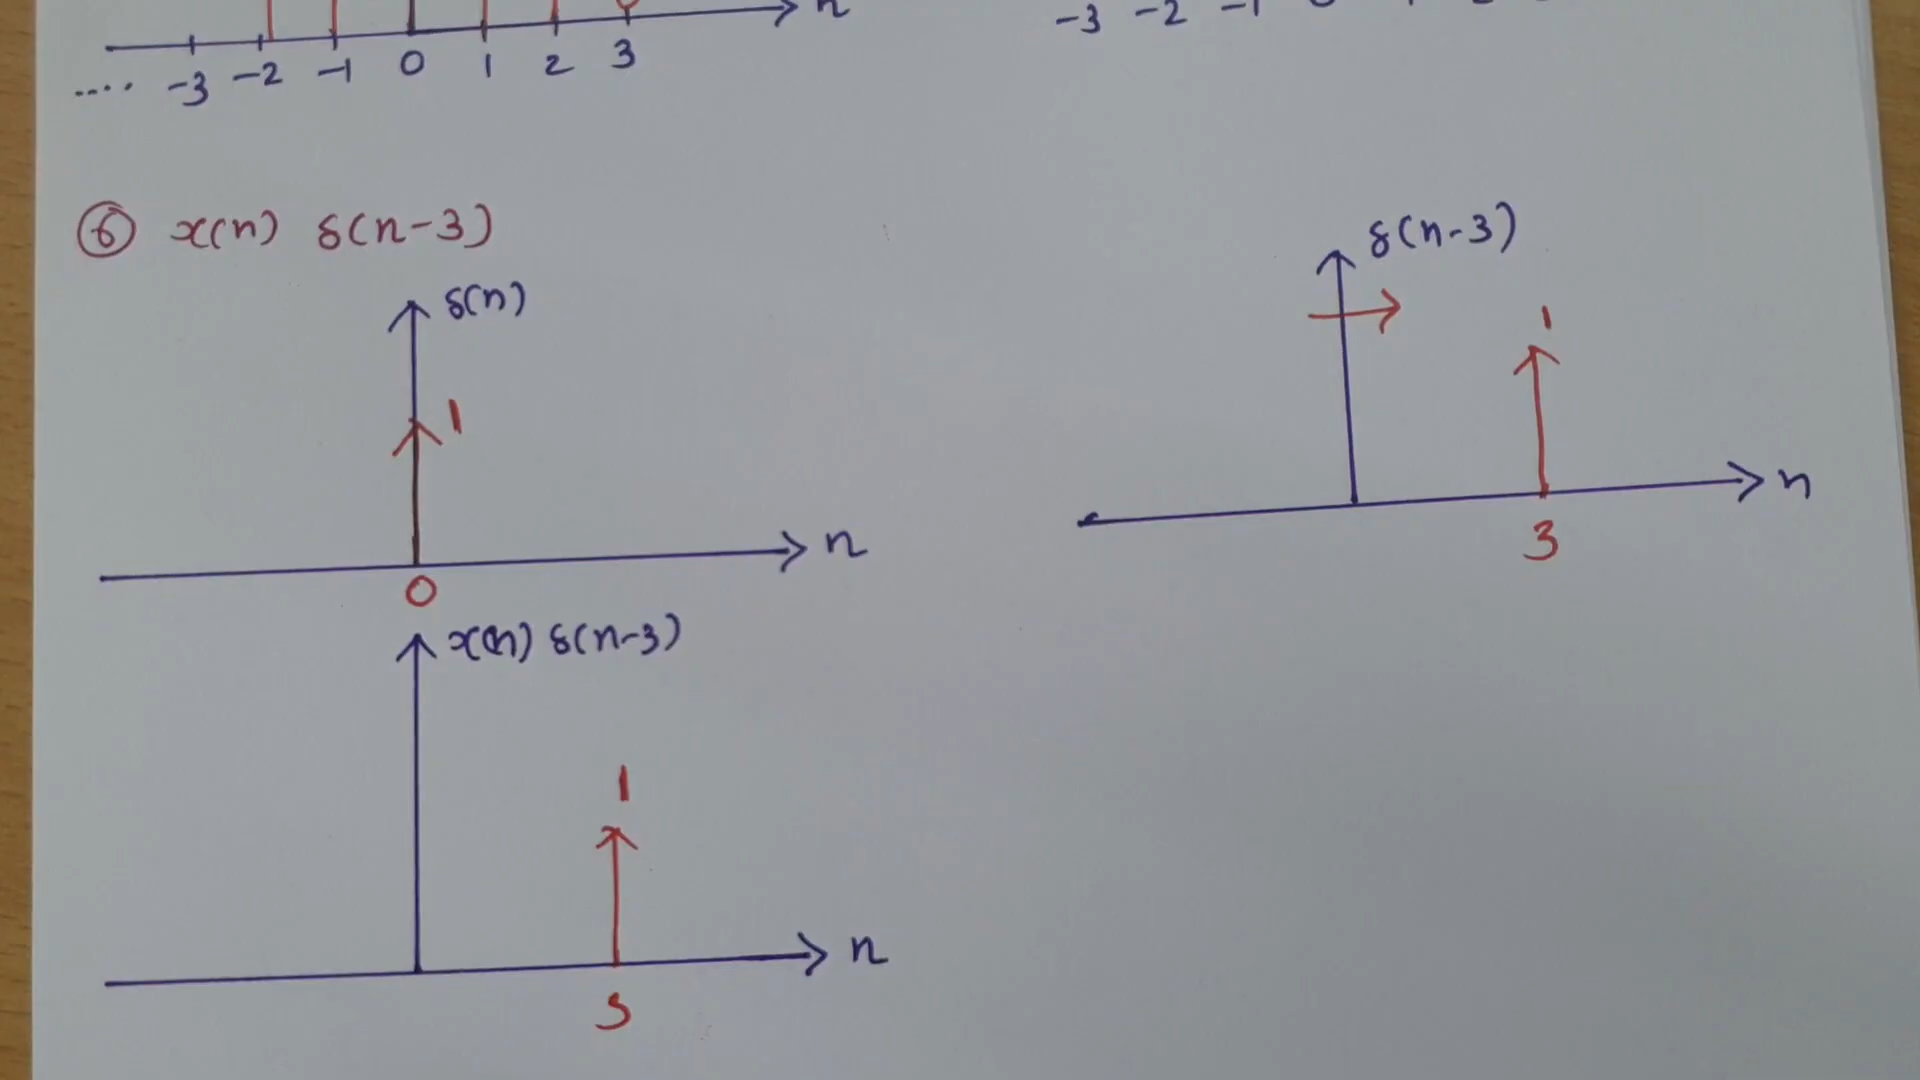 n
.... -3 -2 -1 0 1 2 3
-3 -2 -1
⑥ x(n) δ(n-3)
δ(n)
1
n
0
δ(n-3)
1
n
3
x(n) δ(n-3)
1
n
3